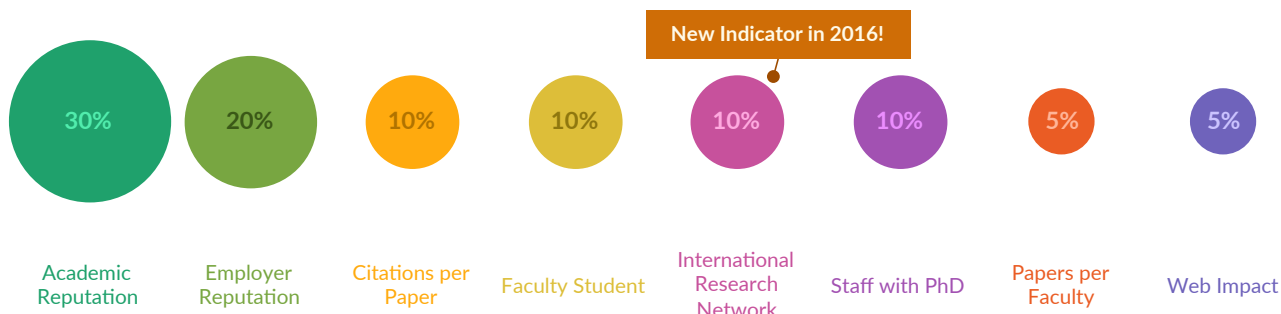 New Indicator in 2016!
30%
20%
10%
10%
10%
10%
5%
5%
Academic
Reputation
Employer
Reputation
Citations per
Paper
Faculty Student
International
Research
Network
Staff with PhD
Papers per
Faculty
Web Impact